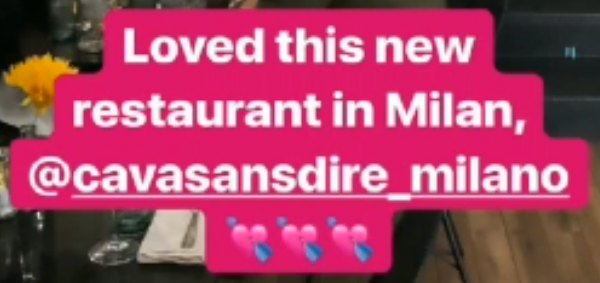 Loved this new
restaurant in Milan,
@cavasansdire_milano
💘💘💘